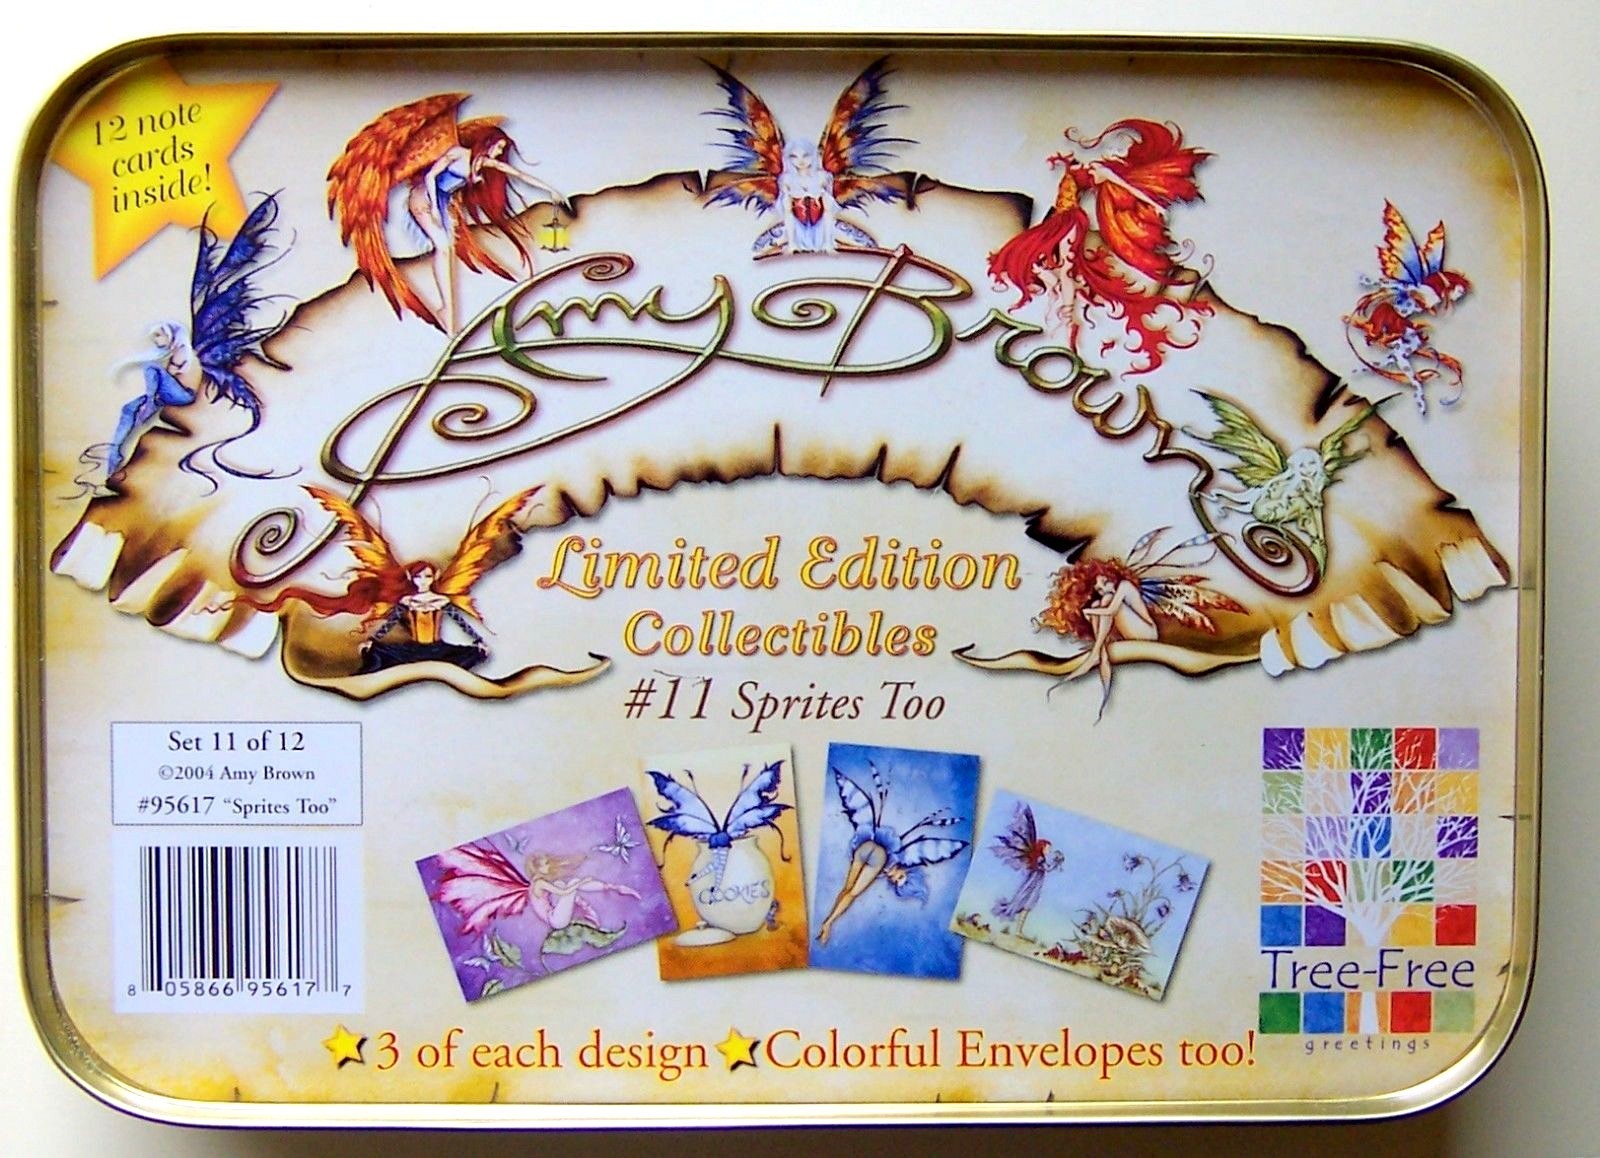 12 note
cards
inside!
Amy Brown
Limited Edition
Collectibles
#11 Sprites Too
Set 11 of 12
©2004 Amy Brown
#95617 “Sprites Too”
8 05866 95617 7
COOKIES
Tree-Free
greetings
3 of each design Colorful Envelopes too!